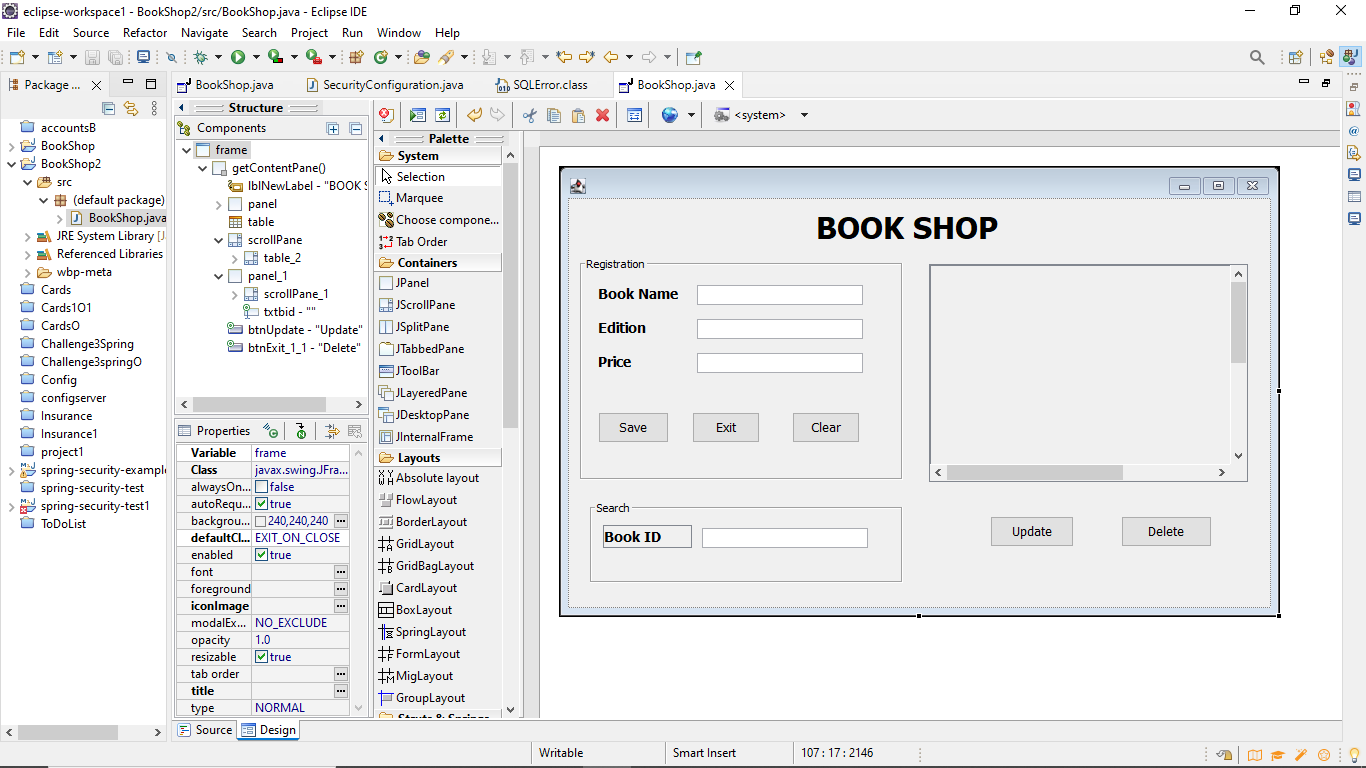 eclipse-workspace1 - BookShop2/src/BookShop.java - Eclipse IDE
File Edit Source Refactor Navigate Search Project Run Window Help
Package ...
BookShop.java
SecurityConfiguration.java
SQLError.class
BookShop.java
accountsB
BookShop
BookShop2
src
(default package)
BookShop.java
JRE System Library [J
Referenced Libraries
wbp-meta
Cards
Cards1O1
CardsO
Challenge3Spring
Challenge3springO
Config
configserver
Insurance
Insurance1
project1
spring-security-example
spring-security-test
spring-security-test1
ToDoList
Structure
Components
frame
getContentPane()
lblNewLabel - "BOOK S
panel
table
scrollPane
table_2
panel_1
scrollPane_1
txtbid - ""
btnUpdate - "Update"
btnExit_1_1 - "Delete"
Properties
Variable frame
Class javax.swing.JFra...
alwaysOn... false
autoRequ... true
backgrou... 240,240,240
defaultCl... EXIT_ON_CLOSE
enabled true
font
foreground
iconImage
modalEx... NO_EXCLUDE
opacity 1.0
resizable true
tab order
title
type NORMAL
<system>
Palette
System
Selection
Marquee
Choose compone...
Tab Order
Containers
JPanel
JScrollPane
JSplitPane
JTabbedPane
JToolBar
JLayeredPane
JDesktopPane
JInternalFrame
Layouts
Absolute layout
FlowLayout
BorderLayout
GridLayout
GridBagLayout
CardLayout
BoxLayout
SpringLayout
FormLayout
MigLayout
GroupLayout
Struts & Springs
BOOK SHOP
Registration
Book Name
Edition
Price
Save Exit Clear
Search
Book ID
Update Delete
Source Design
Writable Smart Insert 107 : 17 : 2146